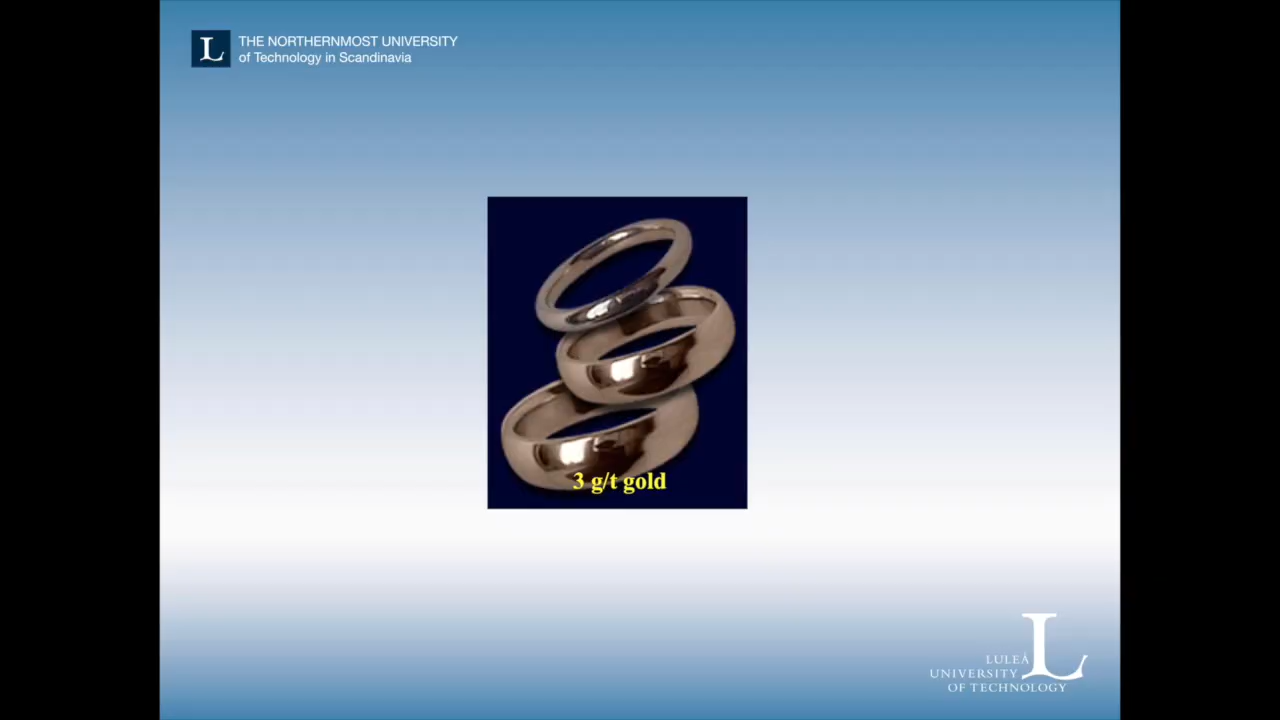 L
THE NORTHERNMOST UNIVERSITY
of Technology in Scandinavia
3 g/t gold
L
LULEÅ
UNIVERSITY
OF TECHNOLOGY